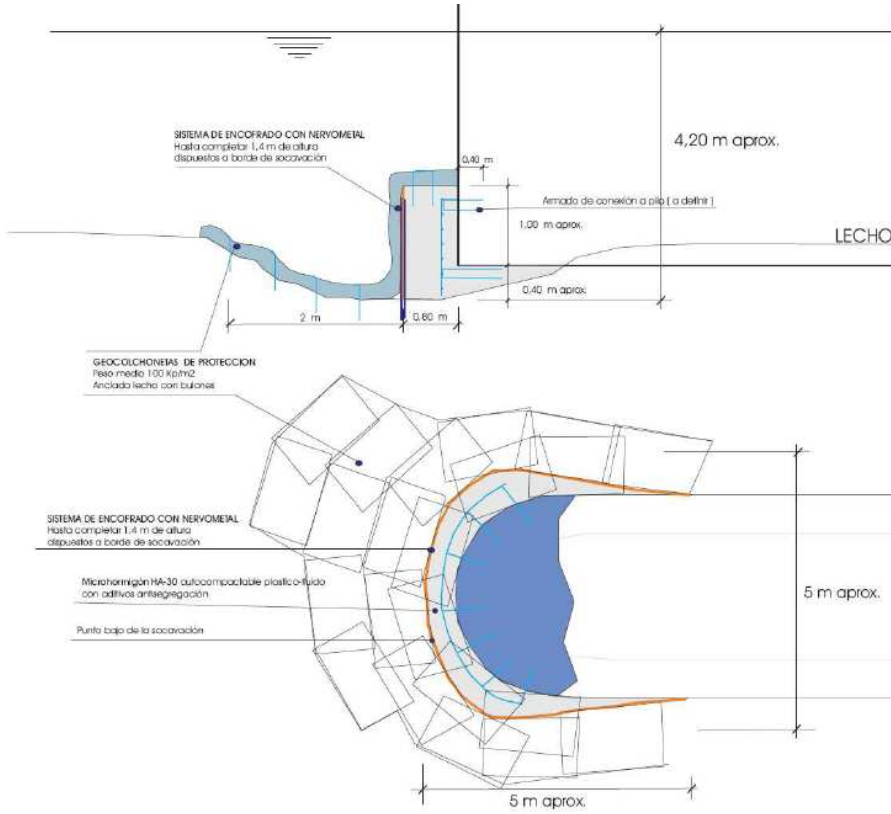 SISTEMA DE ENCOFRADO CON NERVOMETAL
Hasta completar 1,4 m de altura
dispuestos a borde de socavación
0,40 m
4,20 m aprox.
Armado de conexión a pila ( a definir )
1,00 m aprox.
LECHO
0,40 m aprox.
2 m
0,60 m
GEOCOLCHONETAS DE PROTECCION
Peso medio 100 Kp/m2
Anclado lecho con bulones
SISTEMA DE ENCOFRADO CON NERVOMETAL
Hasta completar 1,4 m de altura
dispuestos a borde de socavación
Microhormigón HA-30 autocompactable plastico-fluido
con aditivos antisegregación
Punto bajo de la socavación
5 m aprox.
5 m aprox.